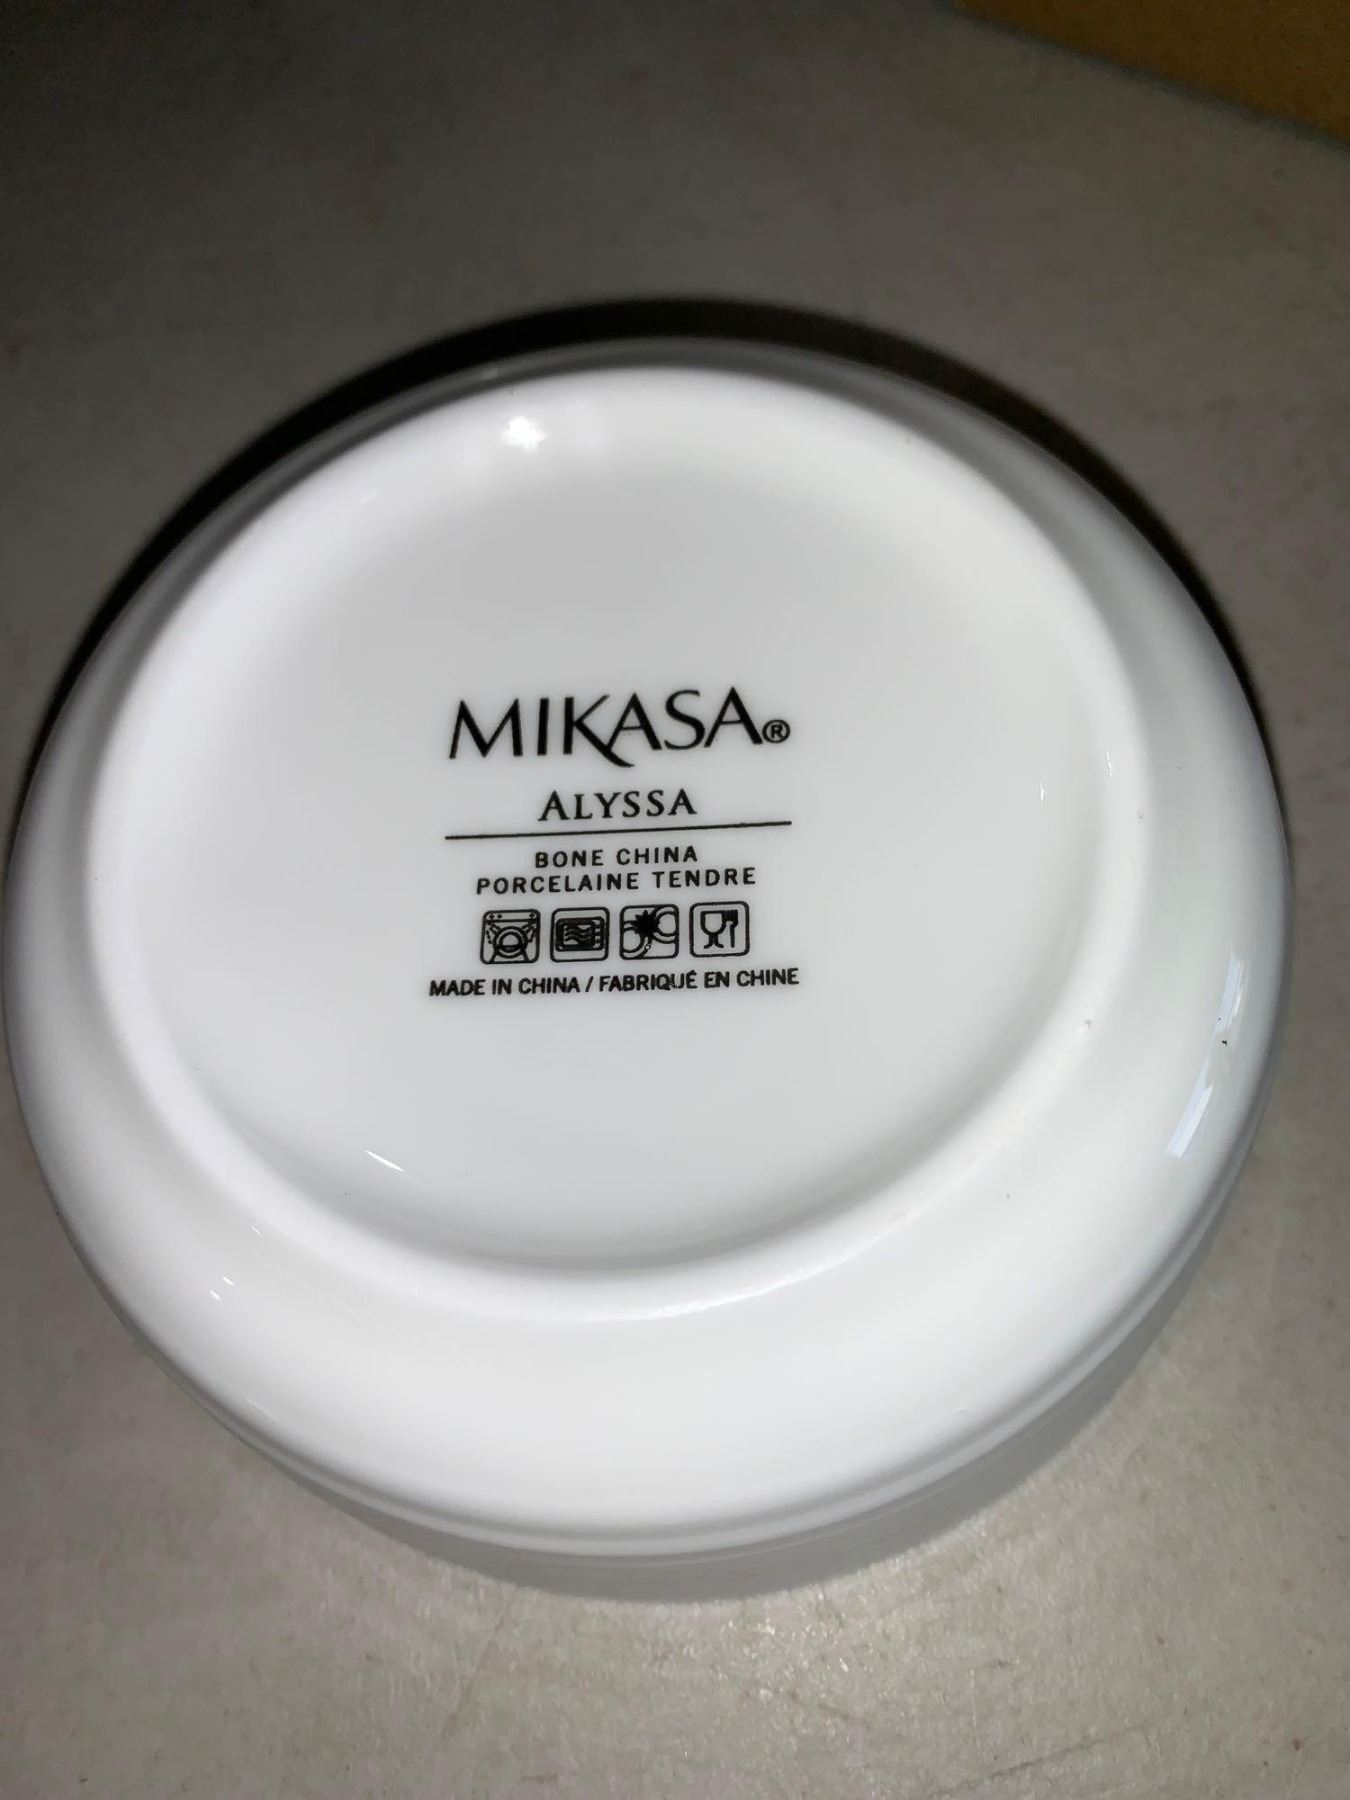 MIKASA®
ALYSSA
BONE CHINA
PORCELAINE TENDRE
MADE IN CHINA / FABRIQUÉ EN CHINE